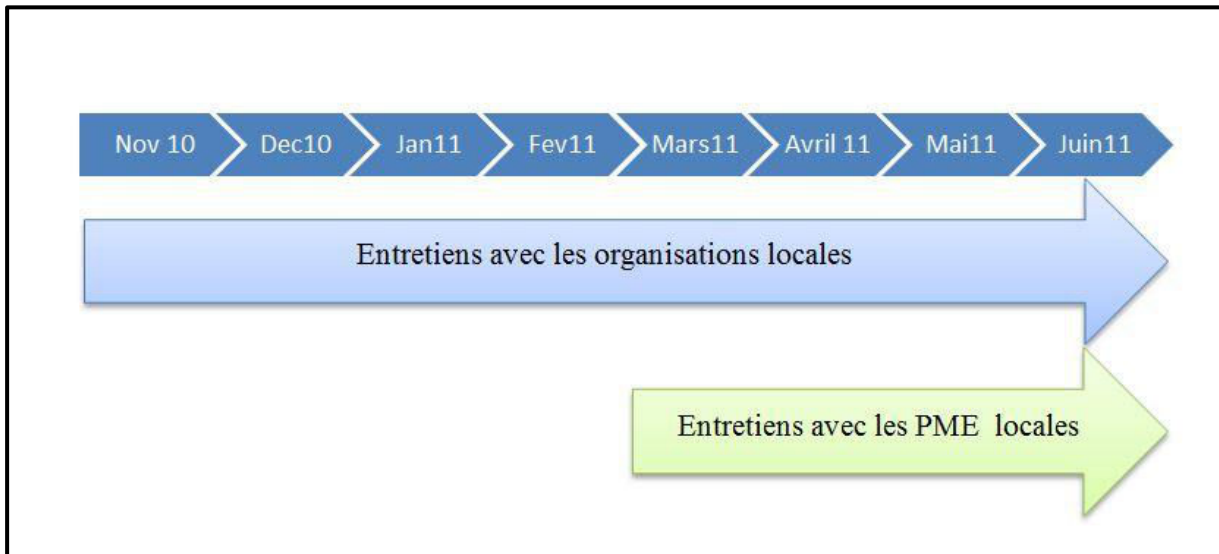 Nov 10 Dec10 Jan11 Fev11 Mars11 Avril 11 Mai11 Juin11
Entretiens avec les organisations locales
Entretiens avec les PME locales